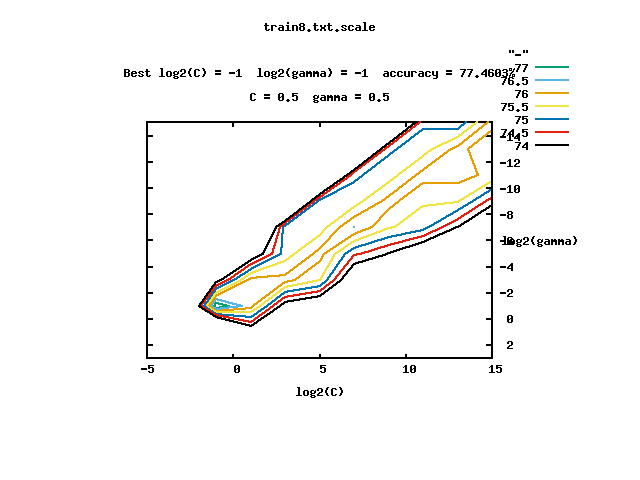 train8.txt.scale
"-"
Best log2(C) = -1  log2(gamma) = -1  accuracy = 77.4603%
77
76.5
C = 0.5  gamma = 0.5
76
75.5
75
74.5
74
-14
-12
-10
-8
-6
log2(gamma)
-4
-2
0
2
-5 0 5 10 15
log2(C)